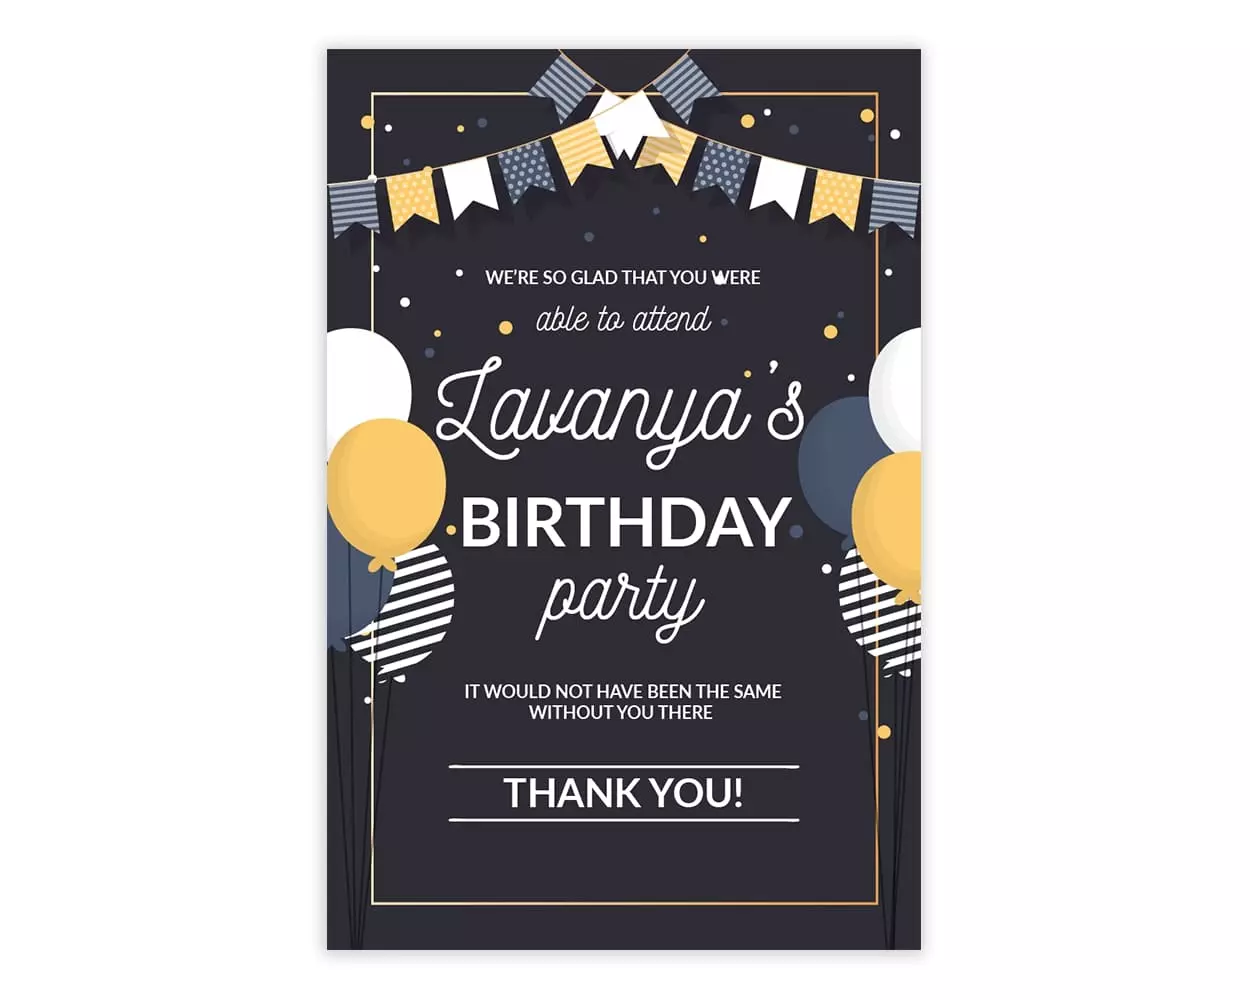 WE'RE SO GLAD THAT YOU WERE
able to attend
Lavanya's
BIRTHDAY
party
IT WOULD NOT HAVE BEEN THE SAME
WITHOUT YOU THERE
THANK YOU!